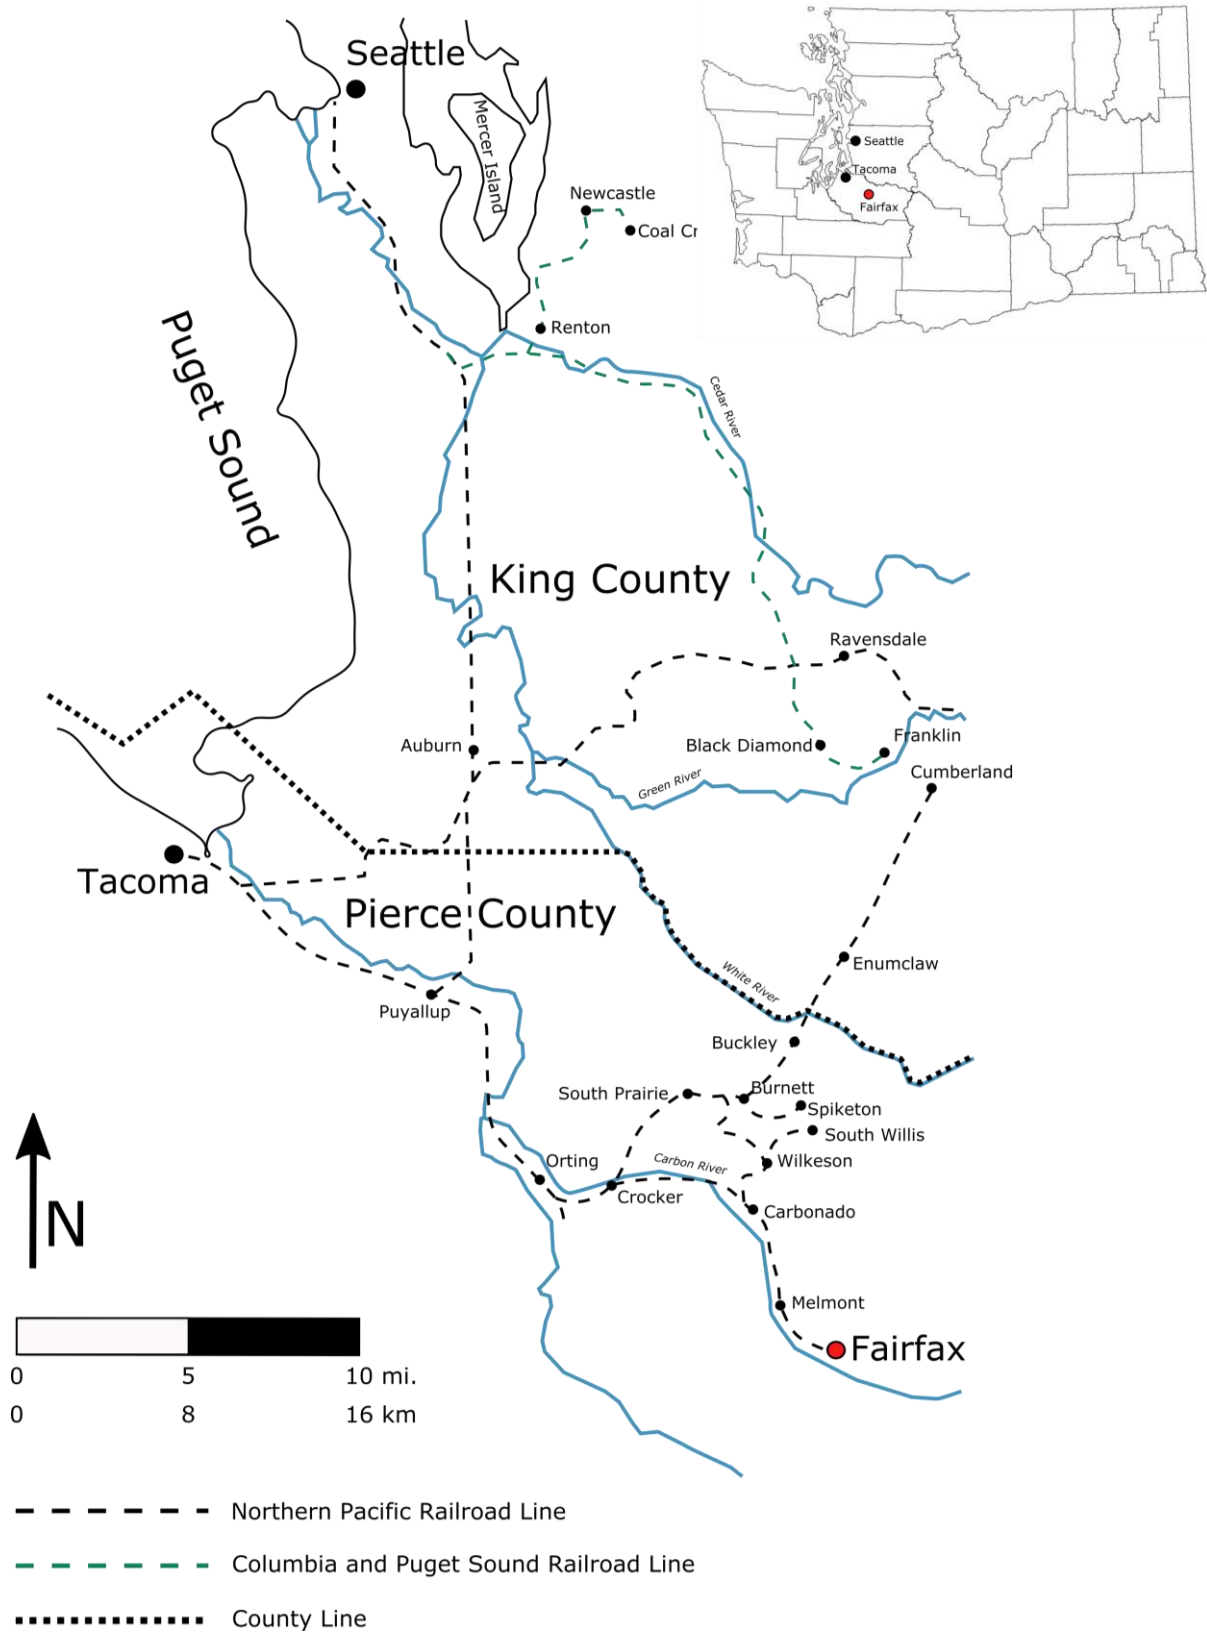 Seattle
Mercer Island
Newcastle
Coal Cr
Renton
Seattle
Tacoma
Fairfax
Puget Sound
Cedar River
King County
Ravensdale
Auburn
Black Diamond
Franklin
Green River
Cumberland
Tacoma
Pierce County
White River
Enumclaw
Puyallup
Buckley
South Prairie
Burnett
Spiketon
South Willis
Orting
Carbon River
Wilkeson
Crocker
Carbonado
N
Melmont
Fairfax
0 5 10 mi.
0 8 16 km
Northern Pacific Railroad Line
Columbia and Puget Sound Railroad Line
County Line